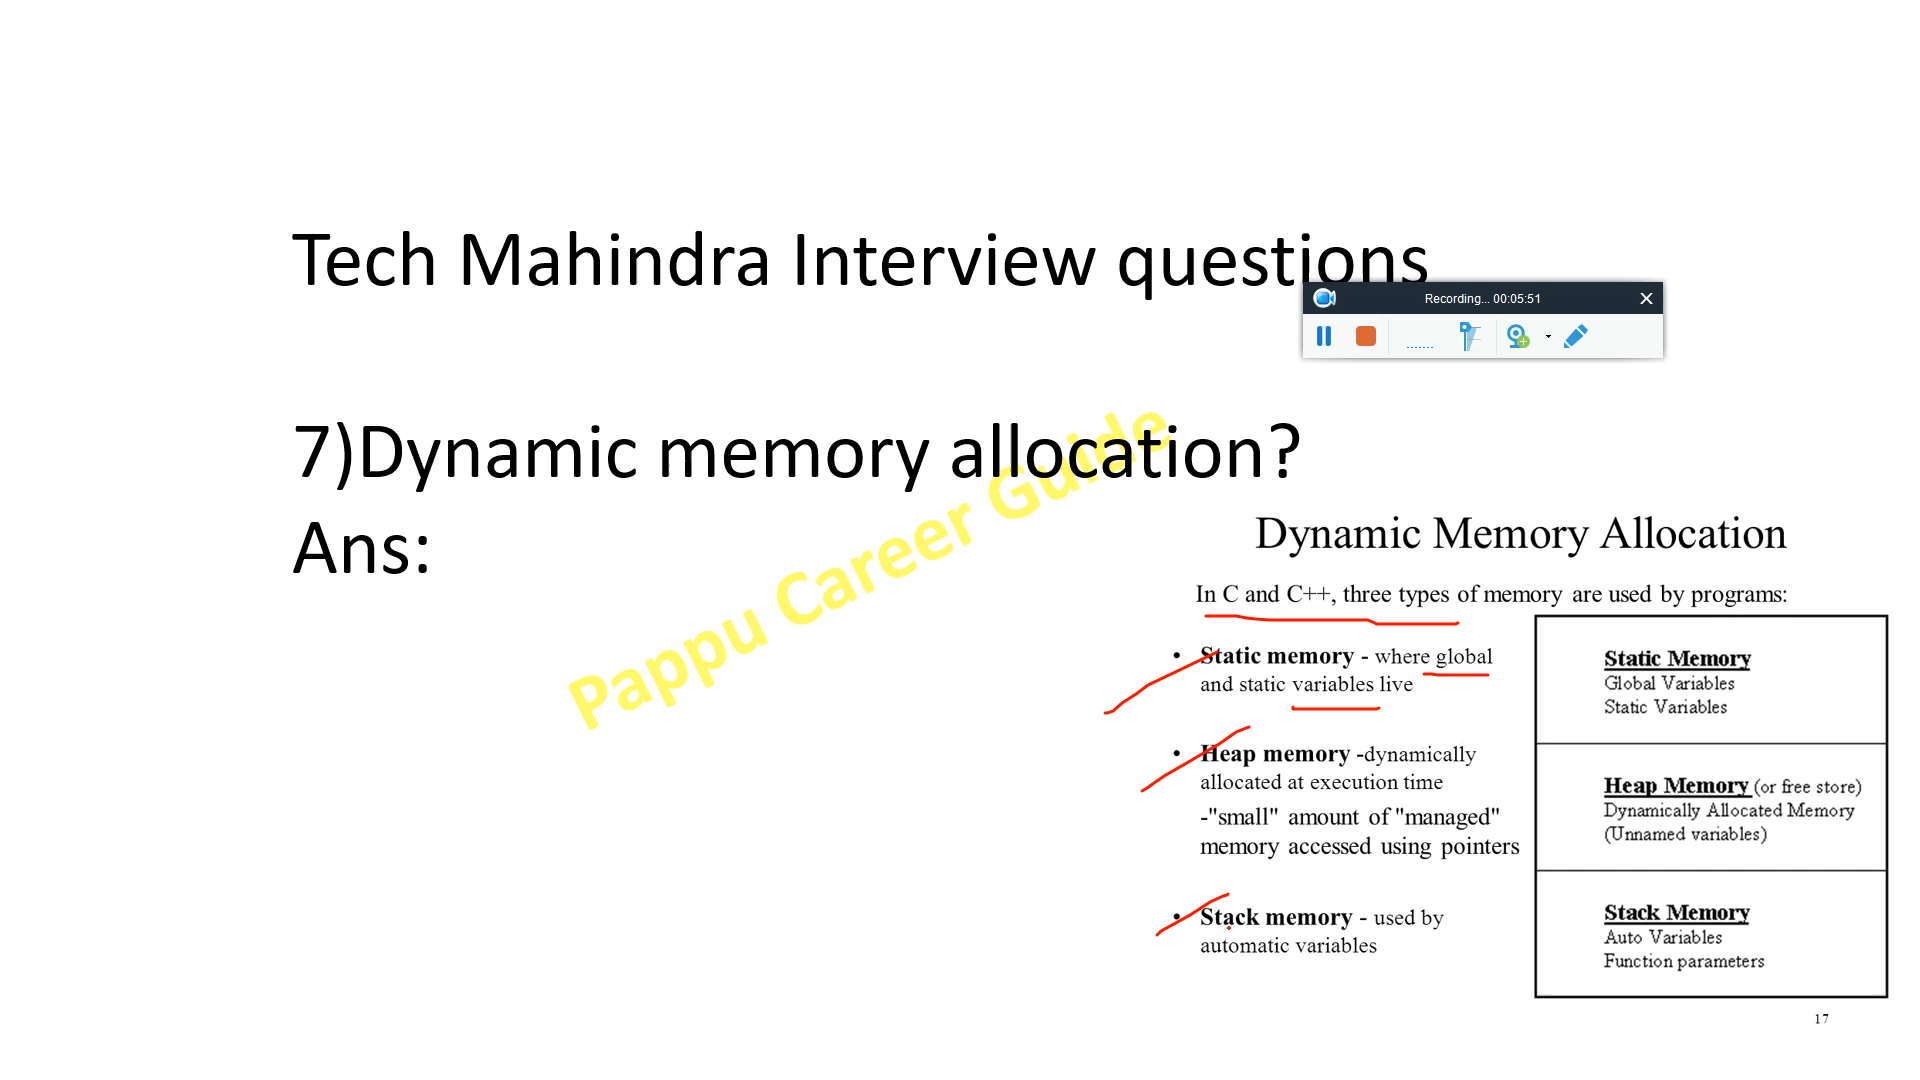 Tech Mahindra Interview questions
Recording... 00:05:51
7)Dynamic memory allocation?
Ans:
Pappu Career Guide
Dynamic Memory Allocation
In C and C++, three types of memory are used by programs:
• Static memory - where global
and static variables live
• Heap memory -dynamically
allocated at execution time
-"small" amount of "managed"
memory accessed using pointers
• Stack memory - used by
automatic variables
Static Memory
Global Variables
Static Variables
Heap Memory (or free store)
Dynamically Allocated Memory
(Unnamed variables)
Stack Memory
Auto Variables
Function parameters
17